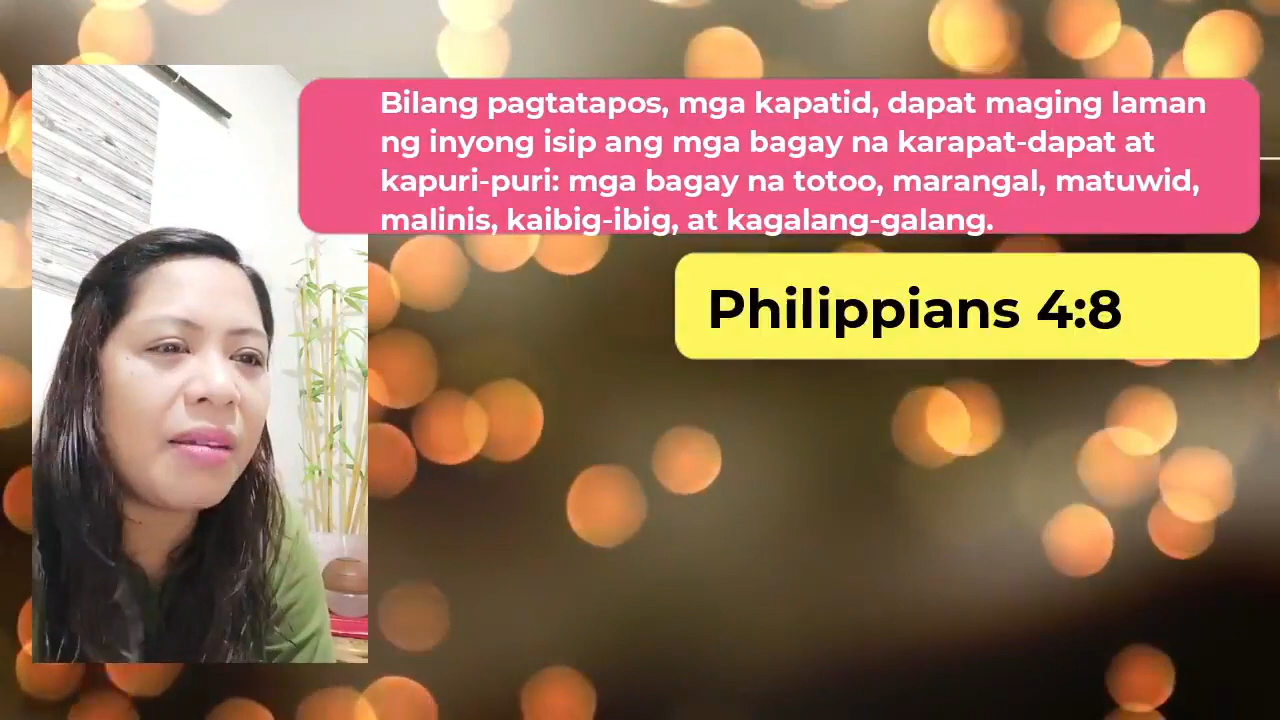 Bilang pagtatapos, mga kapatid, dapat maging laman
ng inyong isip ang mga bagay na karapat-dapat at
kapuri-puri: mga bagay na totoo, marangal, matuwid,
malinis, kaibig-ibig, at kagalang-galang.
Philippians 4:8